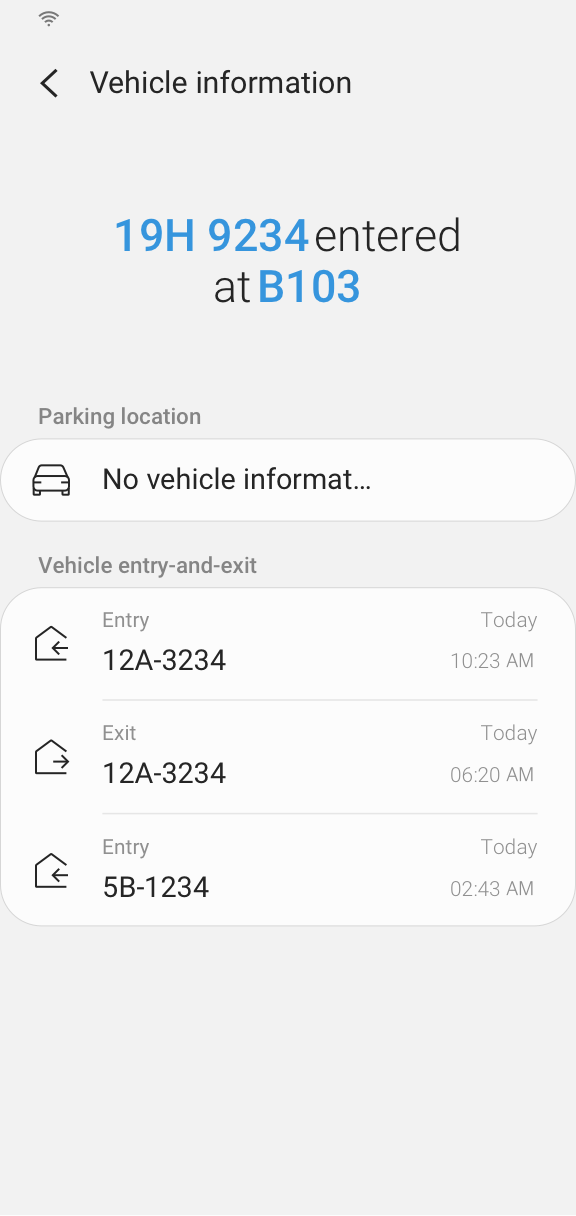 Vehicle information
19H 9234 entered
at B103
Parking location
No vehicle informat...
Vehicle entry-and-exit
Entry Today
12A-3234 10:23 AM
Exit Today
12A-3234 06:20 AM
Entry Today
5B-1234 02:43 AM